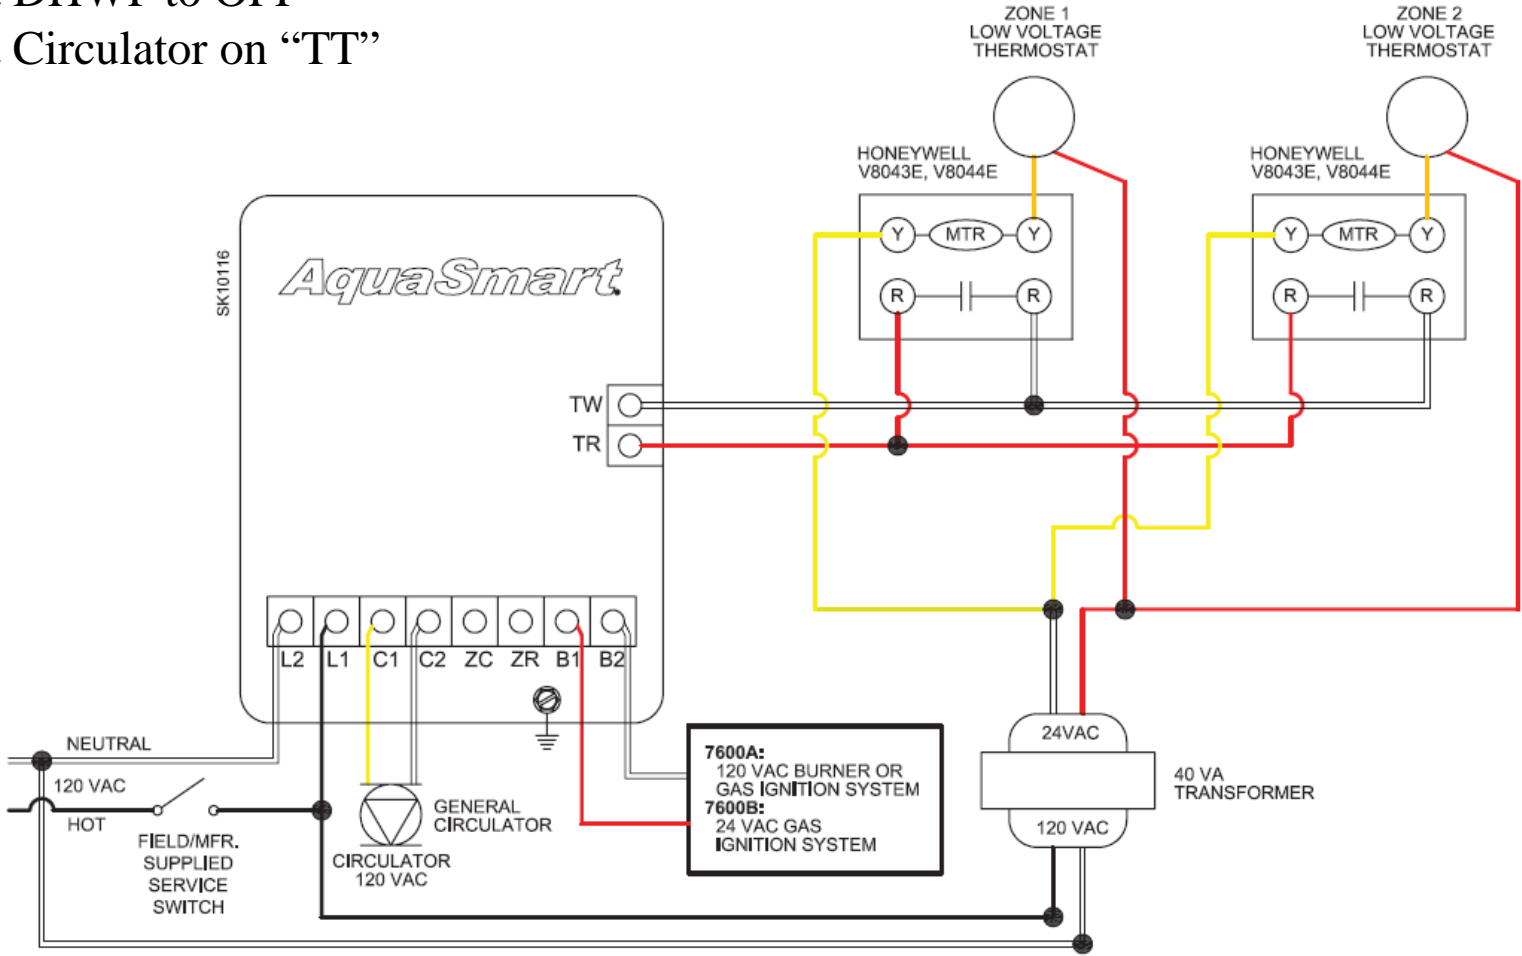 Circulator on “TT”
ZONE 1
LOW VOLTAGE
THERMOSTAT
ZONE 2
LOW VOLTAGE
THERMOSTAT
HONEYWELL
V8043E, V8044E
HONEYWELL
V8043E, V8044E
Y
MTR
Y
R
R
Y
MTR
Y
R
R
SK10116
AquaSmart
TW
TR
L2
L1
C1
C2
ZC
ZR
B1
B2
NEUTRAL
120 VAC
HOT
FIELD/MFR.
SUPPLIED
SERVICE
SWITCH
GENERAL
CIRCULATOR
CIRCULATOR
120 VAC
7600A:
120 VAC BURNER OR
GAS IGNITION SYSTEM
7600B:
24 VAC GAS
IGNITION SYSTEM
24VAC
40 VA
TRANSFORMER
120 VAC